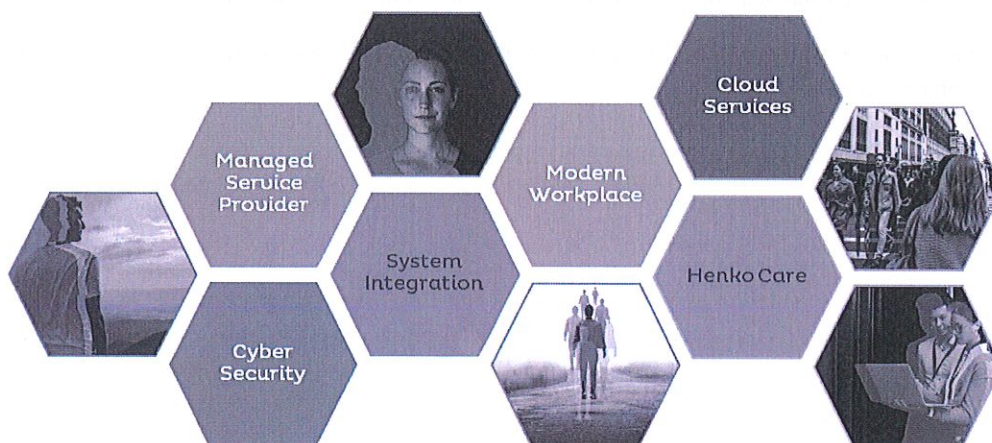 Cloud
Services
Managed
Service
Provider
Modern
Workplace
System
Integration
Henko Care
Cyber
Security